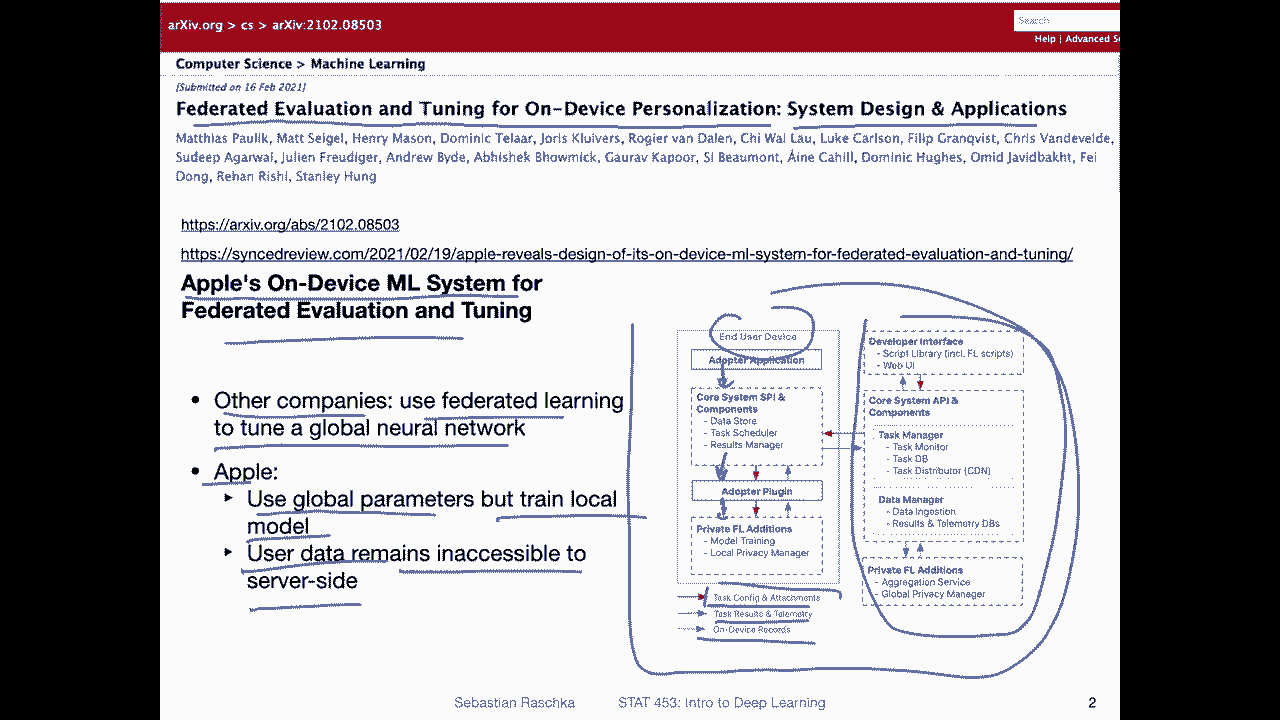 arXiv.org > cs > arXiv:2102.08503
Search
Help | Advanced
Computer Science > Machine Learning
[Submitted on 16 Feb 2021]
Federated Evaluation and Tuning for On-Device Personalization: System Design & Applications
Matthias Paulik, Matt Seigel, Henry Mason, Dominic Telaar, Joris Kluivers, Rogier van Dalen, Chi Wai Lau, Luke Carlson, Filip Granqvist, Chris Vandevelde,
Sudeep Agarwal, Julien Freudiger, Andrew Byde, Abhishek Bhowmick, Gaurav Kapoor, Si Beaumont, Áine Cahill, Dominic Hughes, Omid Javidbakht, Fei
Dong, Rehan Rishi, Stanley Hung
https://arxiv.org/abs/2102.08503
https://syncedreview.com/2021/02/19/apple-reveals-design-of-its-on-device-ml-system-for-federated-evaluation-and-tuning/
Apple's On-Device ML System for
Federated Evaluation and Tuning
• Other companies: use federated learning
to tune a global neural network
• Apple:
‣ Use global parameters but train local
model
‣ User data remains inaccessible to
server-side
End User Device
Adopter Application
Core System SPI &
Components
- Data Store
- Task Scheduler
- Results Manager
Adopter Plugin
Private FL Additions
- Model Training
- Local Privacy Manager
Task Config & Attachments
Task Results & Telemetry
On-Device Records
Developer Interface
- Script Library (incl. FL scripts)
- Web UI
Core System API &
Components
Task Manager
- Task Monitor
- Task DB
- Task Distributor (CDN)
Data Manager
- Data Ingestion
- Results & Telemetry DBs
Private FL Additions
- Aggregation Service
- Global Privacy Manager
Sebastian Raschka
STAT 453: Intro to Deep Learning
2